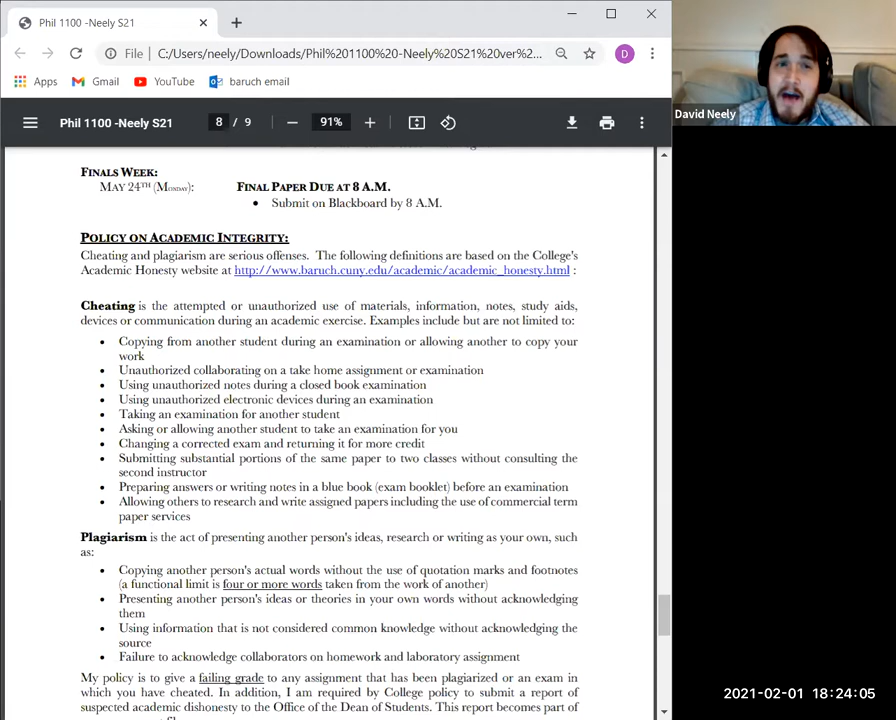 Phil 1100 -Neely S21
File
C:/Users/neely/Downloads/Phil%201100%20-Neely%20S21%20ver%2...
D
Apps
Gmail
YouTube
baruch email
Phil 1100 -Neely S21
8 / 9
91%
David Neely
FINALS WEEK:
MAY 24TH (MONDAY): FINAL PAPER DUE AT 8 A.M.
• Submit on Blackboard by 8 A.M.
POLICY ON ACADEMIC INTEGRITY:
Cheating and plagiarism are serious offenses. The following definitions are based on the College's
Academic Honesty website at http://www.baruch.cuny.edu/academic/academic_honesty.html :
Cheating is the attempted or unauthorized use of materials, information, notes, study aids,
devices or communication during an academic exercise. Examples include but are not limited to:
• Copying from another student during an examination or allowing another to copy your
work
• Unauthorized collaborating on a take home assignment or examination
• Using unauthorized notes during a closed book examination
• Using unauthorized electronic devices during an examination
• Taking an examination for another student
• Asking or allowing another student to take an examination for you
• Changing a corrected exam and returning it for more credit
• Submitting substantial portions of the same paper to two classes without consulting the
second instructor
• Preparing answers or writing notes in a blue book (exam booklet) before an examination
• Allowing others to research and write assigned papers including the use of commercial term
paper services
Plagiarism is the act of presenting another person's ideas, research or writing as your own, such
as:
• Copying another person's actual words without the use of quotation marks and footnotes
(a functional limit is four or more words taken from the work of another)
• Presenting another person's ideas or theories in your own words without acknowledging
them
• Using information that is not considered common knowledge without acknowledging the
source
• Failure to acknowledge collaborators on homework and laboratory assignment
My policy is to give a failing grade to any assignment that has been plagiarized or an exam in
which you have cheated. In addition, I am required by College policy to submit a report of
suspected academic dishonesty to the Office of the Dean of Students. This report becomes part of
2021-02-01 18:24:05